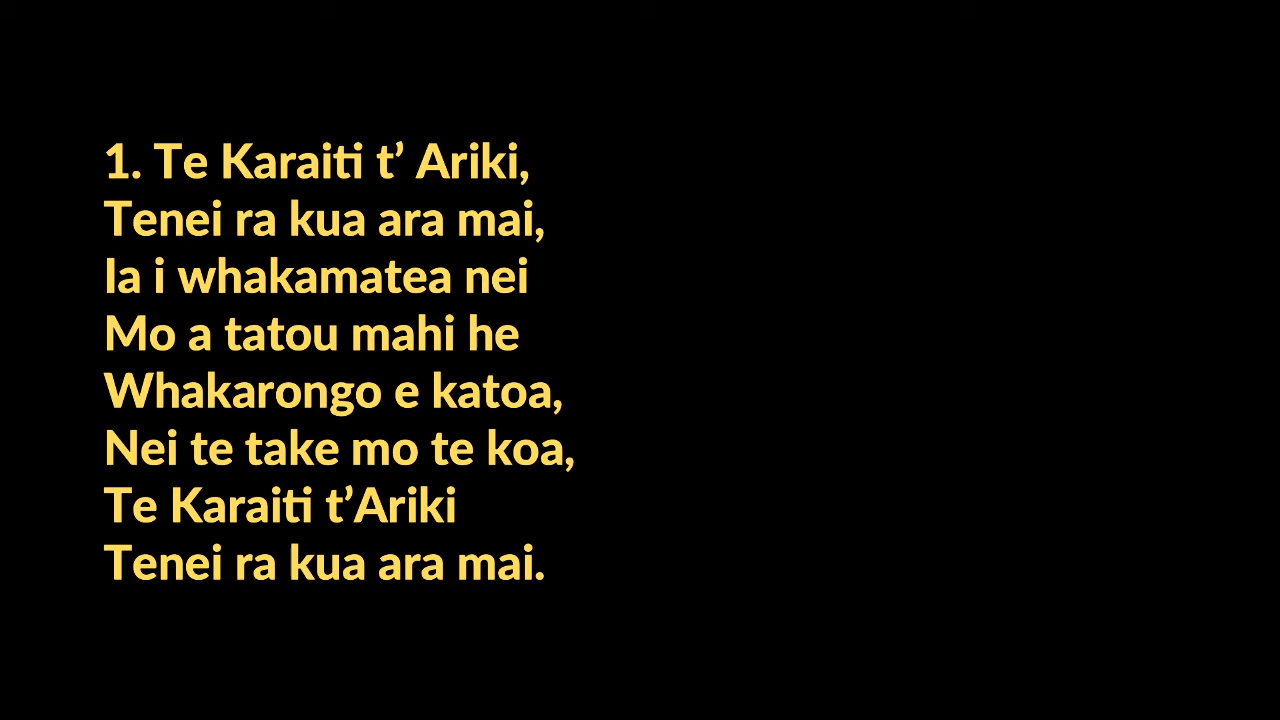 1. Te Karaiti t’ Ariki,
Tenei ra kua ara mai,
Ia i whakamatea nei
Mo a tatou mahi he
Whakarongo e katoa,
Nei te take mo te koa,
Te Karaiti t’Ariki
Tenei ra kua ara mai.